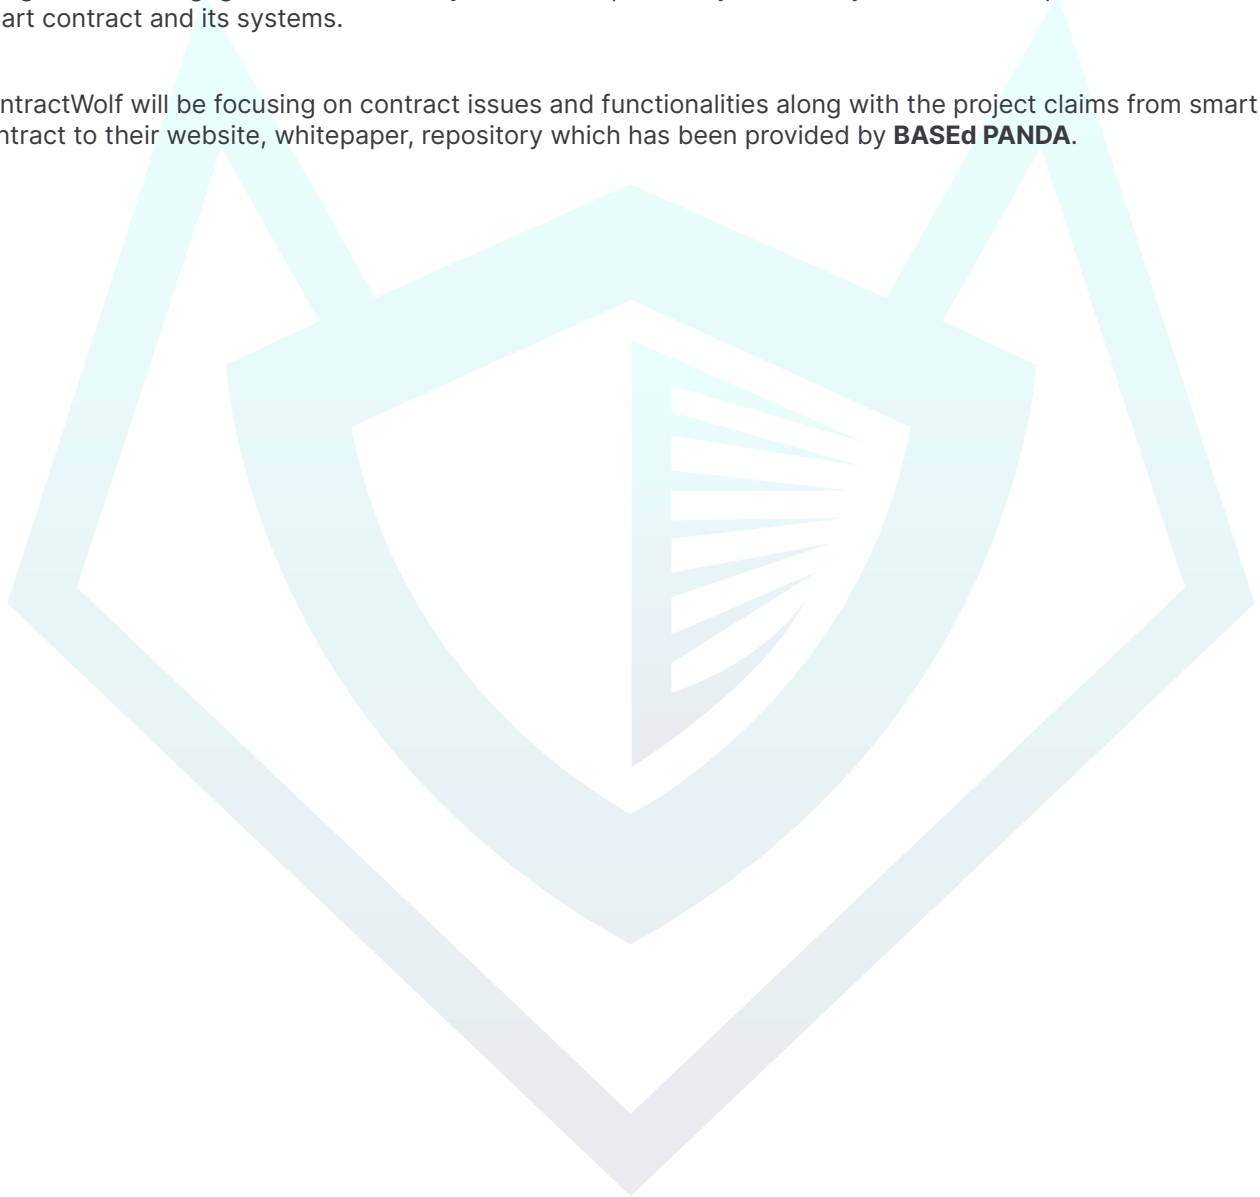 art contract and its systems.
ntractWolf will be focusing on contract issues and functionalities along with the project claims from smart
ntract to their website, whitepaper, repository which has been provided by BASEd PANDA.